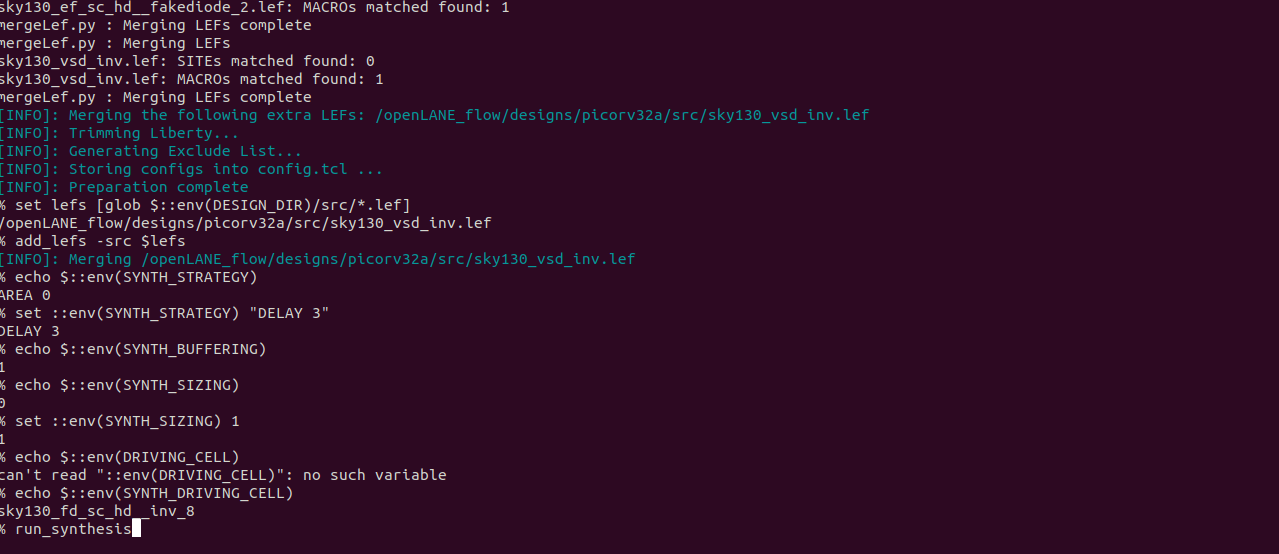 sky130_ef_sc_hd__fakediode_2.lef: MACROs matched found: 1
mergeLef.py : Merging LEFs complete
mergeLef.py : Merging LEFs
sky130_vsd_inv.lef: SITEs matched found: 0
sky130_vsd_inv.lef: MACROs matched found: 1
mergeLef.py : Merging LEFs complete
[INFO]: Merging the following extra LEFs: /openLANE_flow/designs/picorv32a/src/sky130_vsd_inv.lef
[INFO]: Trimming Liberty...
[INFO]: Generating Exclude List...
[INFO]: Storing configs into config.tcl ...
[INFO]: Preparation complete
% set lefs [glob $::env(DESIGN_DIR)/src/*.lef]
/openLANE_flow/designs/picorv32a/src/sky130_vsd_inv.lef
% add_lefs -src $lefs
[INFO]: Merging /openLANE_flow/designs/picorv32a/src/sky130_vsd_inv.lef
% echo $::env(SYNTH_STRATEGY)
AREA 0
% set ::env(SYNTH_STRATEGY) "DELAY 3"
DELAY 3
% echo $::env(SYNTH_BUFFERING)
1
% echo $::env(SYNTH_SIZING)
0
% set ::env(SYNTH_SIZING) 1
1
% echo $::env(DRIVING_CELL)
can't read "::env(DRIVING_CELL)": no such variable
% echo $::env(SYNTH_DRIVING_CELL)
sky130_fd_sc_hd__inv_8
% run_synthesis